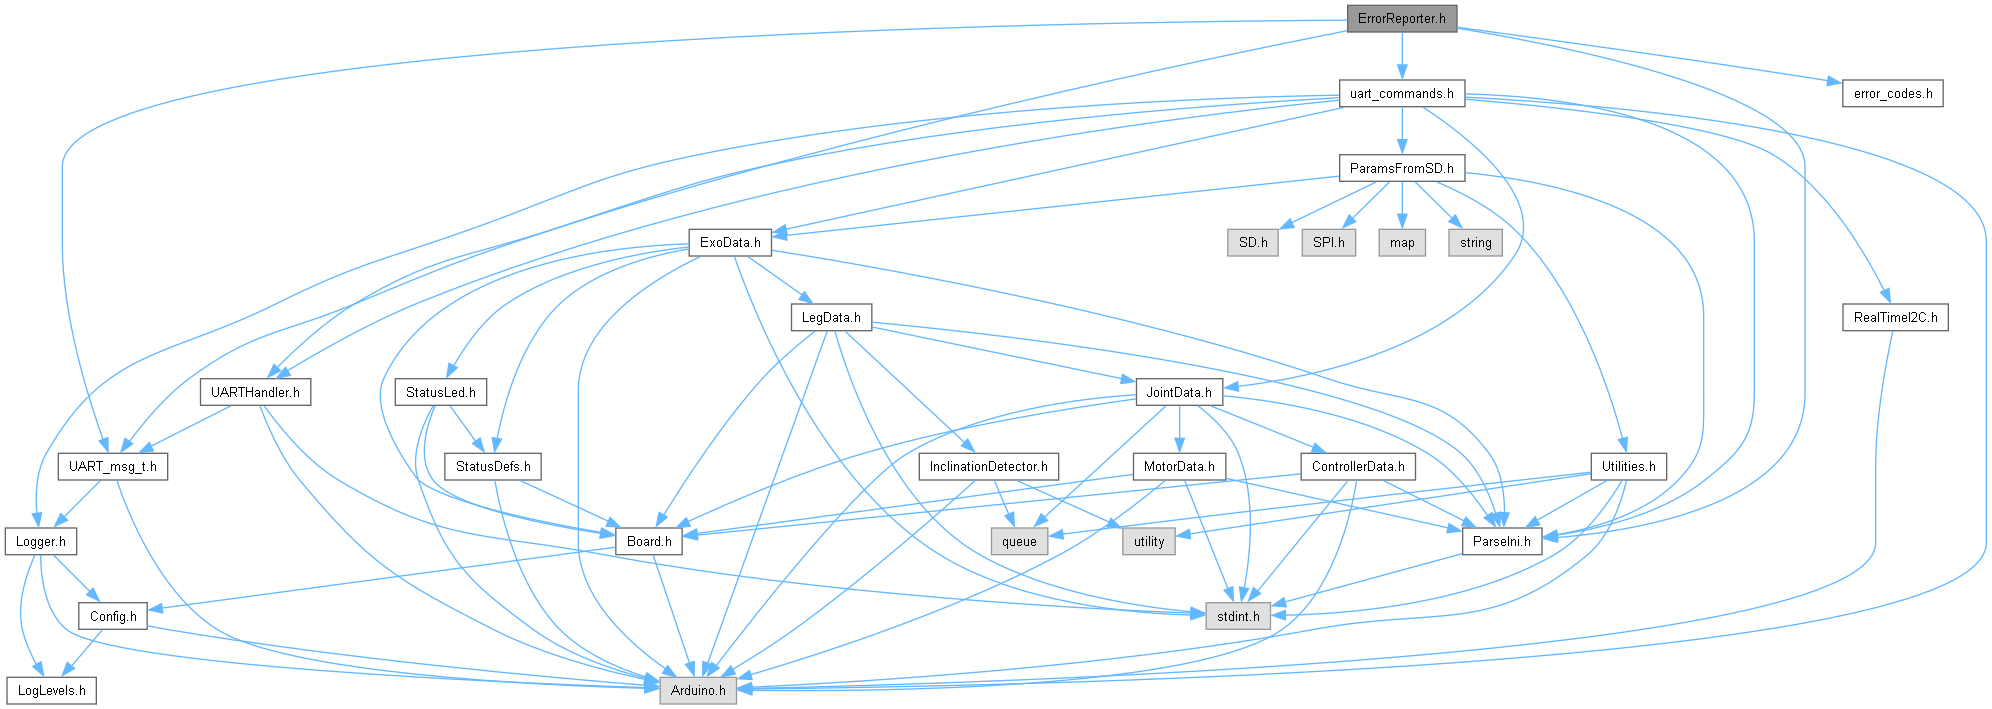 ErrorReporter.h
uart_commands.h
error_codes.h
ParamsFromSD.h
ExoData.h
SD.h
SPI.h
map
string
LegData.h
RealTimeI2C.h
UARTHandler.h
StatusLed.h
JointData.h
UART_msg_t.h
StatusDefs.h
InclinationDetector.h
MotorData.h
ControllerData.h
Utilities.h
Logger.h
Board.h
queue
utility
ParseIni.h
Config.h
stdint.h
LogLevels.h
Arduino.h